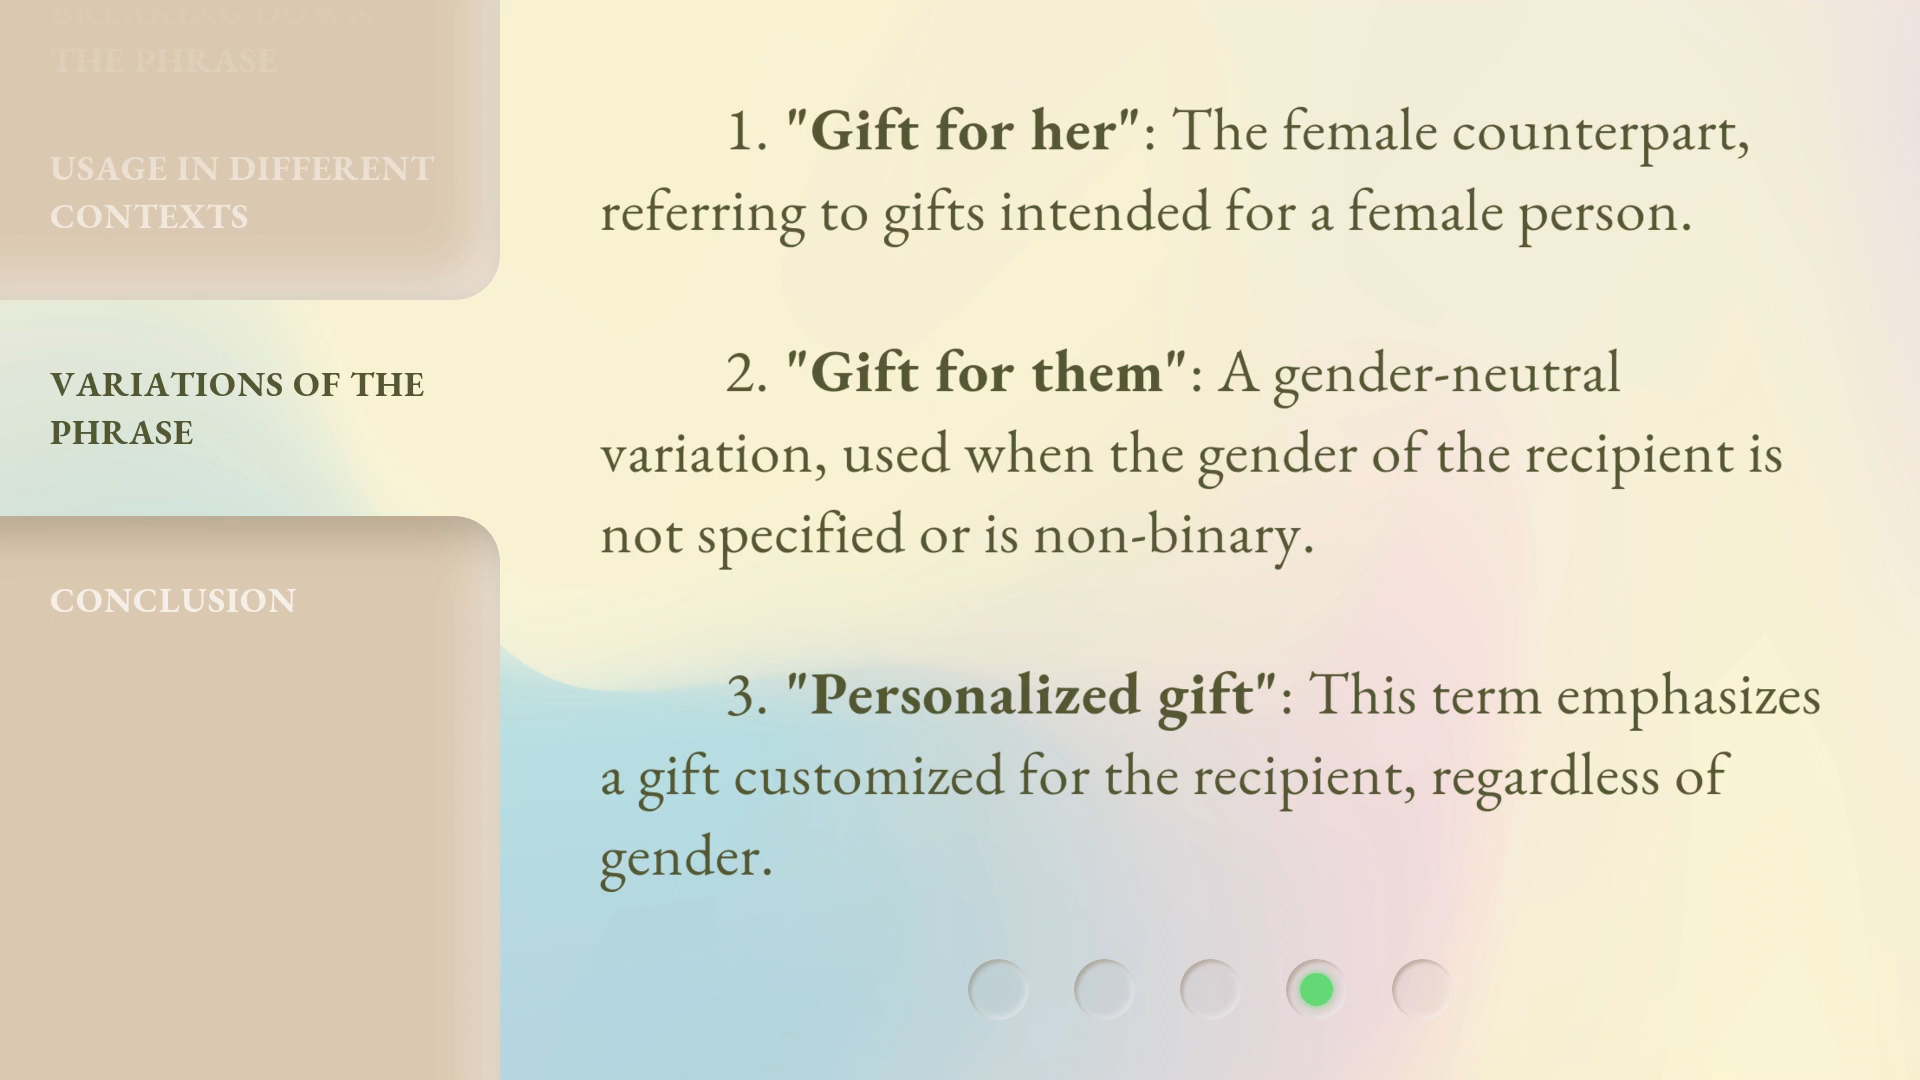 BREAKING DOWN
THE PHRASE
USAGE IN DIFFERENT
CONTEXTS
VARIATIONS OF THE
PHRASE
CONCLUSION
1. "Gift for her": The female counterpart,
referring to gifts intended for a female person.
2. "Gift for them": A gender-neutral
variation, used when the gender of the recipient is
not specified or is non-binary.
3. "Personalized gift": This term emphasizes
a gift customized for the recipient, regardless of
gender.